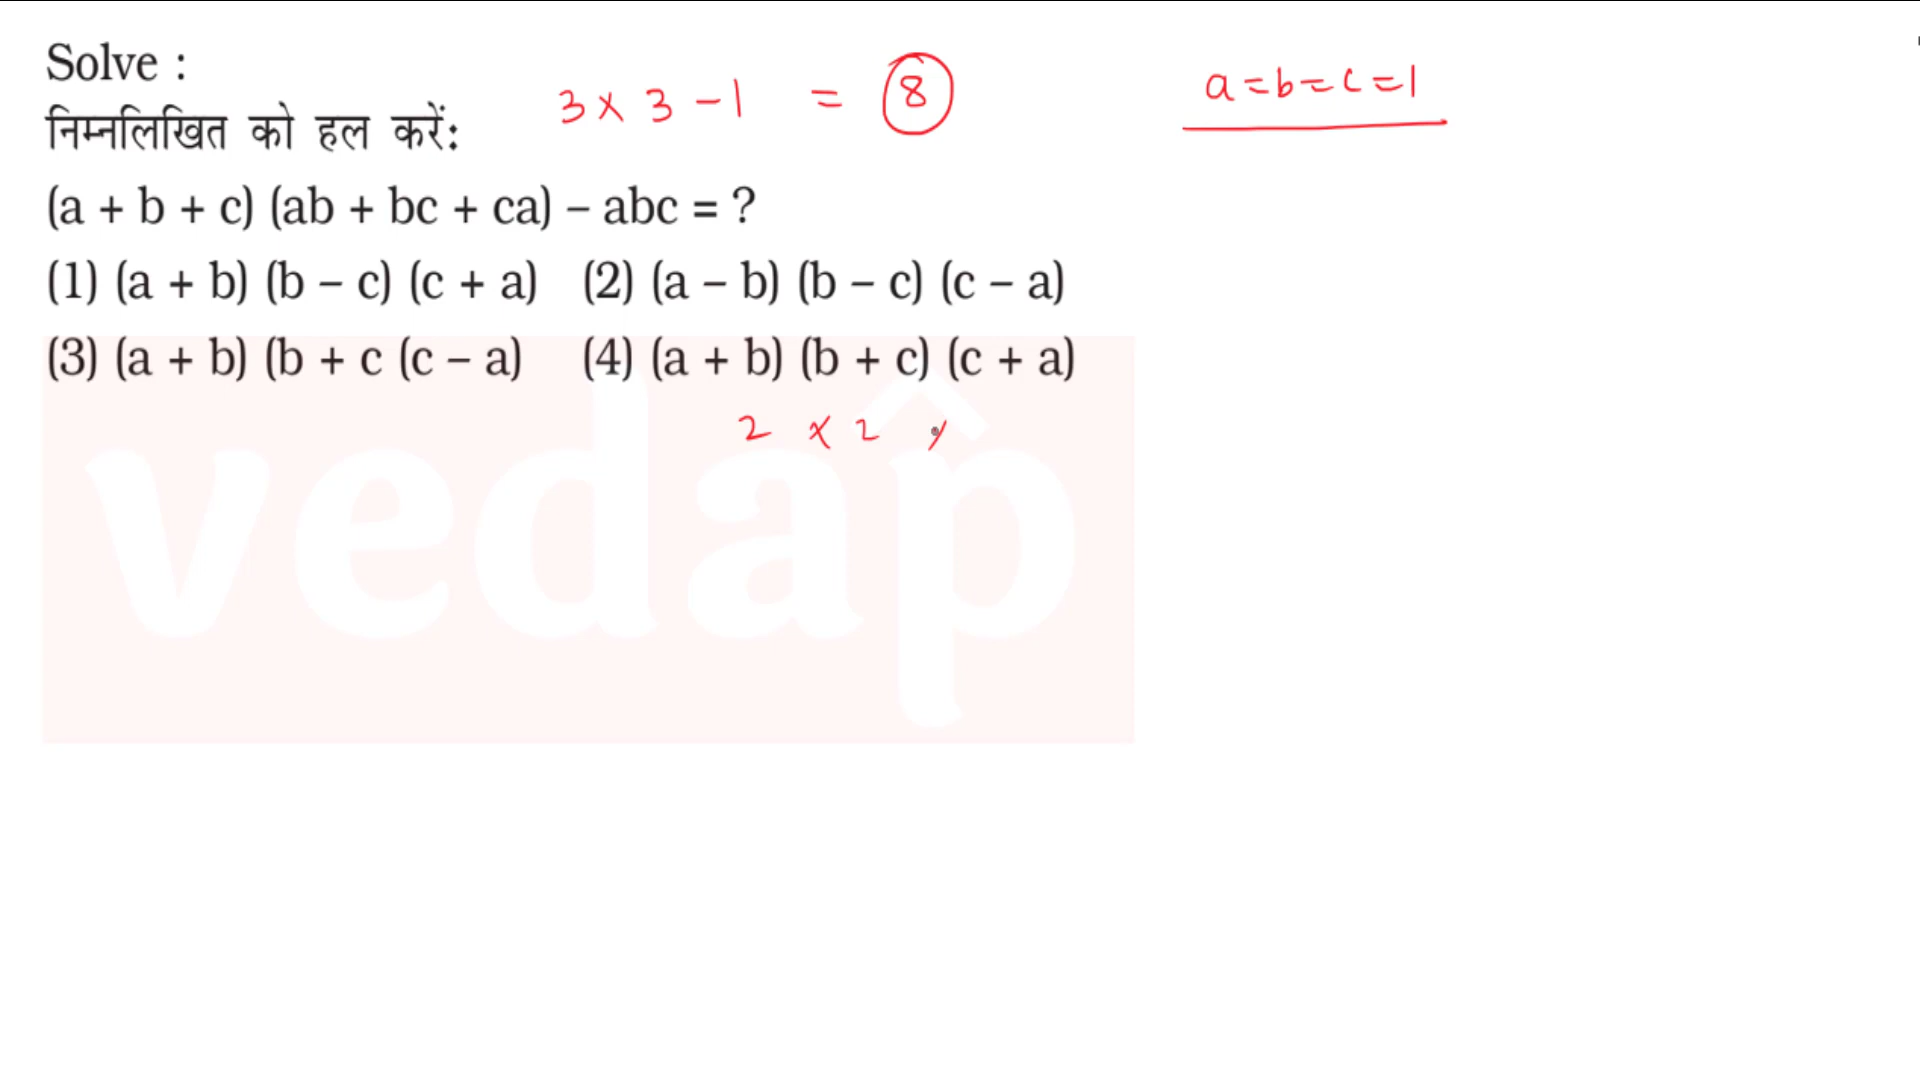 Solve :
निम्नलिखित को हल करें:
3 × 3 – 1 = 8
a = b = c = 1
(a + b + c) (ab + bc + ca) – abc = ?
(1) (a + b) (b – c) (c + a) (2) (a – b) (b – c) (c – a)
(3) (a + b) (b + c (c – a) (4) (a + b) (b + c) (c + a)
2 × 2 ×
vedap